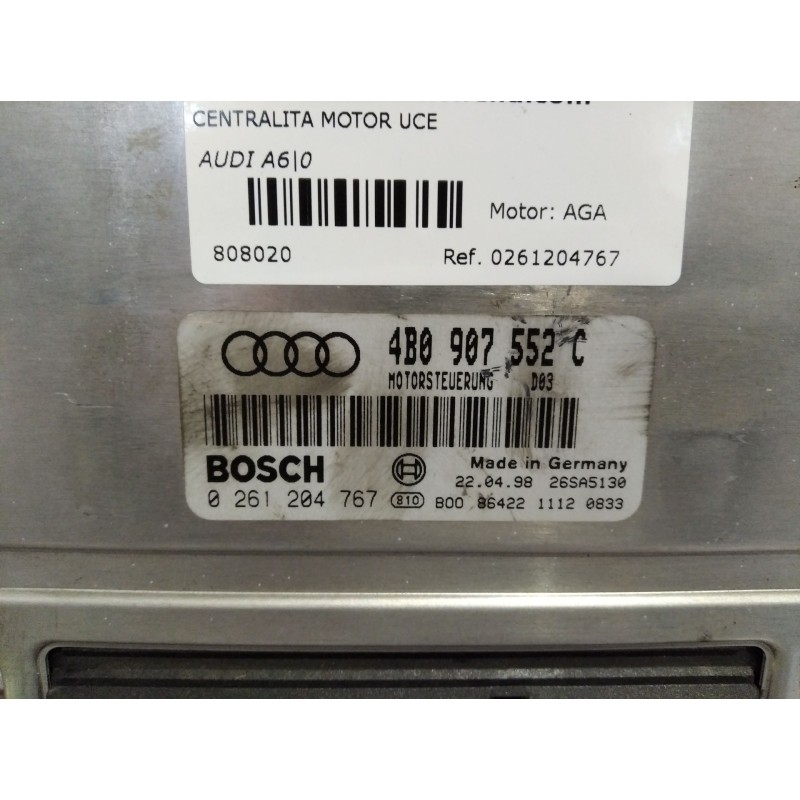 CENTRALITA MOTOR UCE
AUDI A6|0
Motor: AGA
808020
Ref. 0261204767
4B0 907 552 C
MOTORSTEUERUNG D03
BOSCH
Made in Germany
22.04.98 26SA5130
0 261 204 767 810 B00 86422 1112 0833